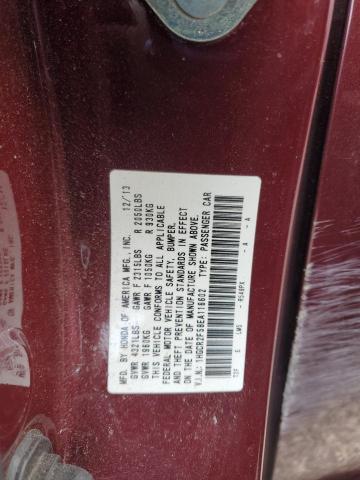 MFD. BY HONDA OF AMERICA MFG., INC. 12/13
GVWR 4321LBS GAWR F 2315LBS R 2050LBS
GVWR 1960KG GAWR F 1050KG R 930KG
THIS VEHICLE CONFORMS TO ALL APPLICABLE
FEDERAL MOTOR VEHICLE SAFETY, BUMPER,
AND THEFT PREVENTION STANDARDS IN EFFECT
ON THE DATE OF MANUFACTURE SHOWN ABOVE.
V.I.N.: 1HGCR2F58EA118602 TYPE: PASSENGER CAR
A - A - A